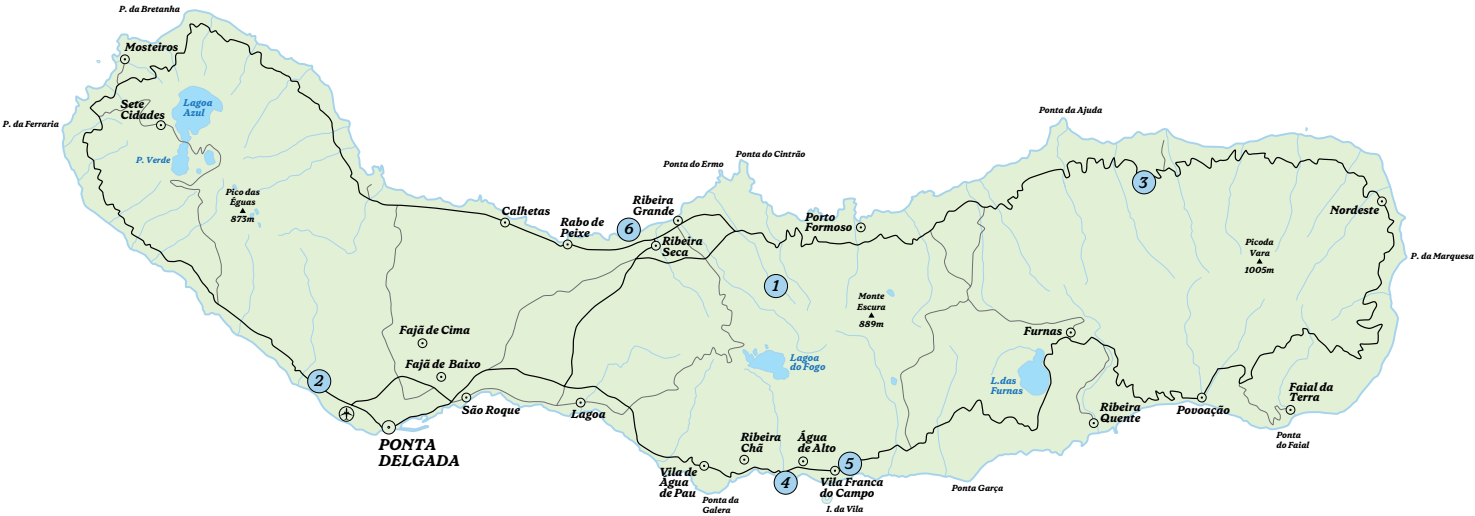 P. da Bretanha
Mosteiros
Sete
Cidades
Lagoa
Azul
P. da Ferraria
P. Verde
Pico das
Éguas
873m
Ponta da Ajuda
Ponta do Cintrão
Ponta do Ermo
3
Ribeira
Grande
Calhetas
Rabo de
Peixe
6
Ribeira
Seca
Porto
Formoso
Nordeste
Picoda
Vara
1005m
P. da Marquesa
1
Monte
Escura
889m
Fajã de Cima
Fajã de Baixo
Furnas
Lagoa
do Fogo
2
L.das
Furnas
São Roque
Lagoa
Ribeira
Quente
Povoação
Faial da
Terra
PONTA
DELGADA
Ribeira
Chã
Água
de Alto
Ponta
do Faial
5
4
Vila de
Água
de Pau
Vila Franca
do Campo
Ponta da
Galera
I. da Vila
Ponta Garça